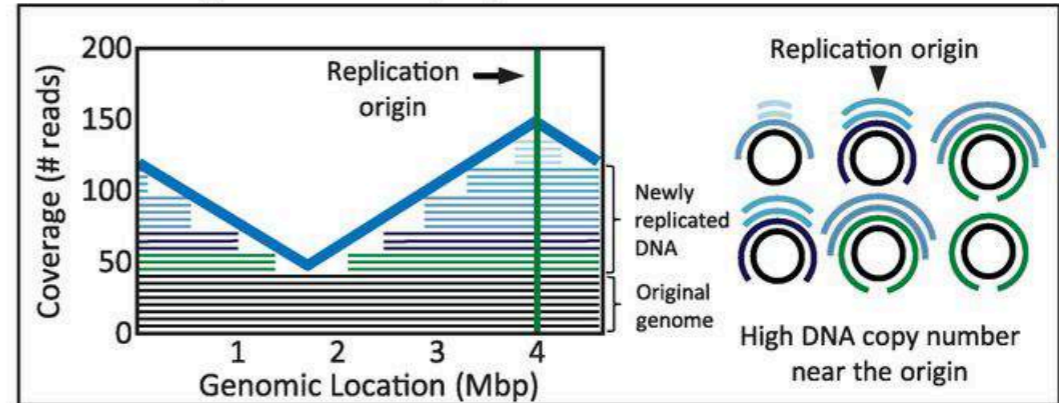 200
150
100
50
0
Coverage (# reads)
Replication
origin
1 2 3 4
Genomic Location (Mbp)
Newly
replicated
DNA
Original
genome
Replication origin
High DNA copy number
near the origin